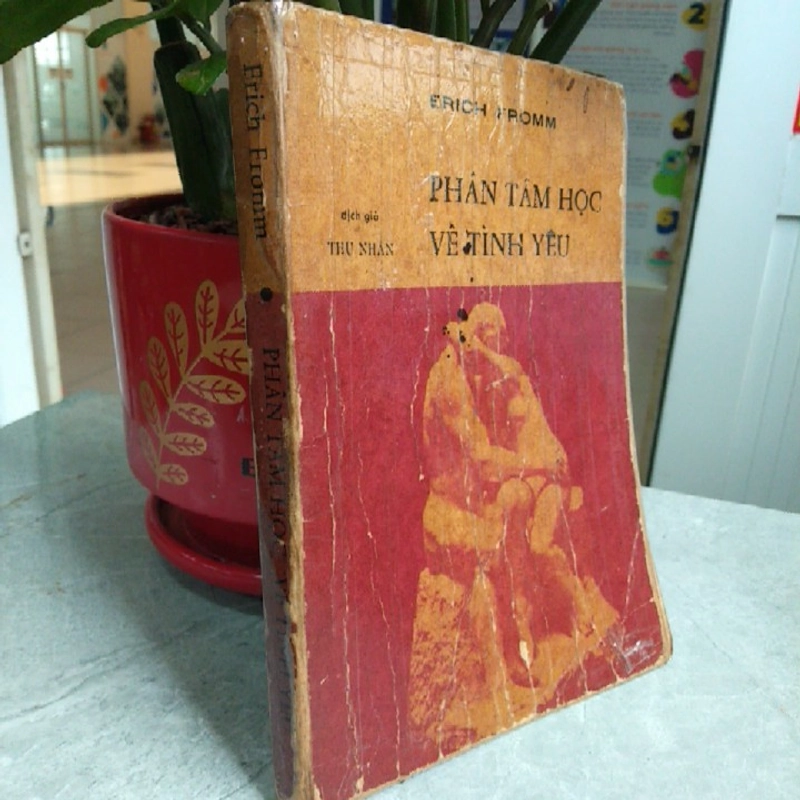 ERICH FROMM
PHÂN TÂM HỌC
VỀ TÌNH YÊU
dịch giả
THỤ NHÂN
Erich Fromm
PHÂN TÂM HỌC